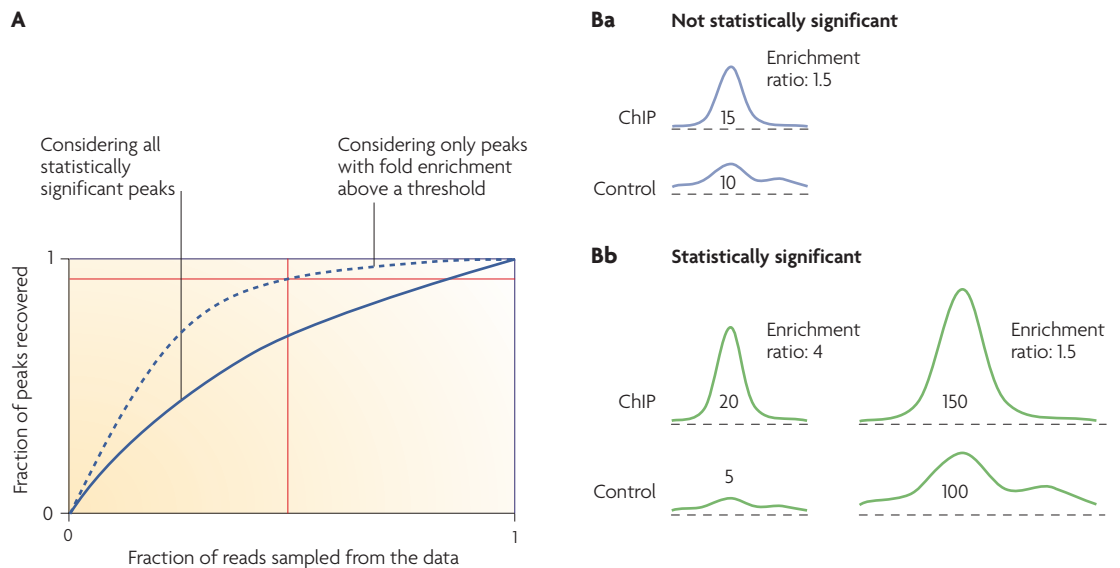 A
Considering all
statistically
significant peaks
Considering only peaks
with fold enrichment
above a threshold
1
Fraction of peaks recovered
0
0
1
Fraction of reads sampled from the data
Ba Not statistically significant
Enrichment
ratio: 1.5
ChIP
15
Control
10
Bb Statistically significant
Enrichment
ratio: 4
Enrichment
ratio: 1.5
ChIP
20
150
Control
5
100